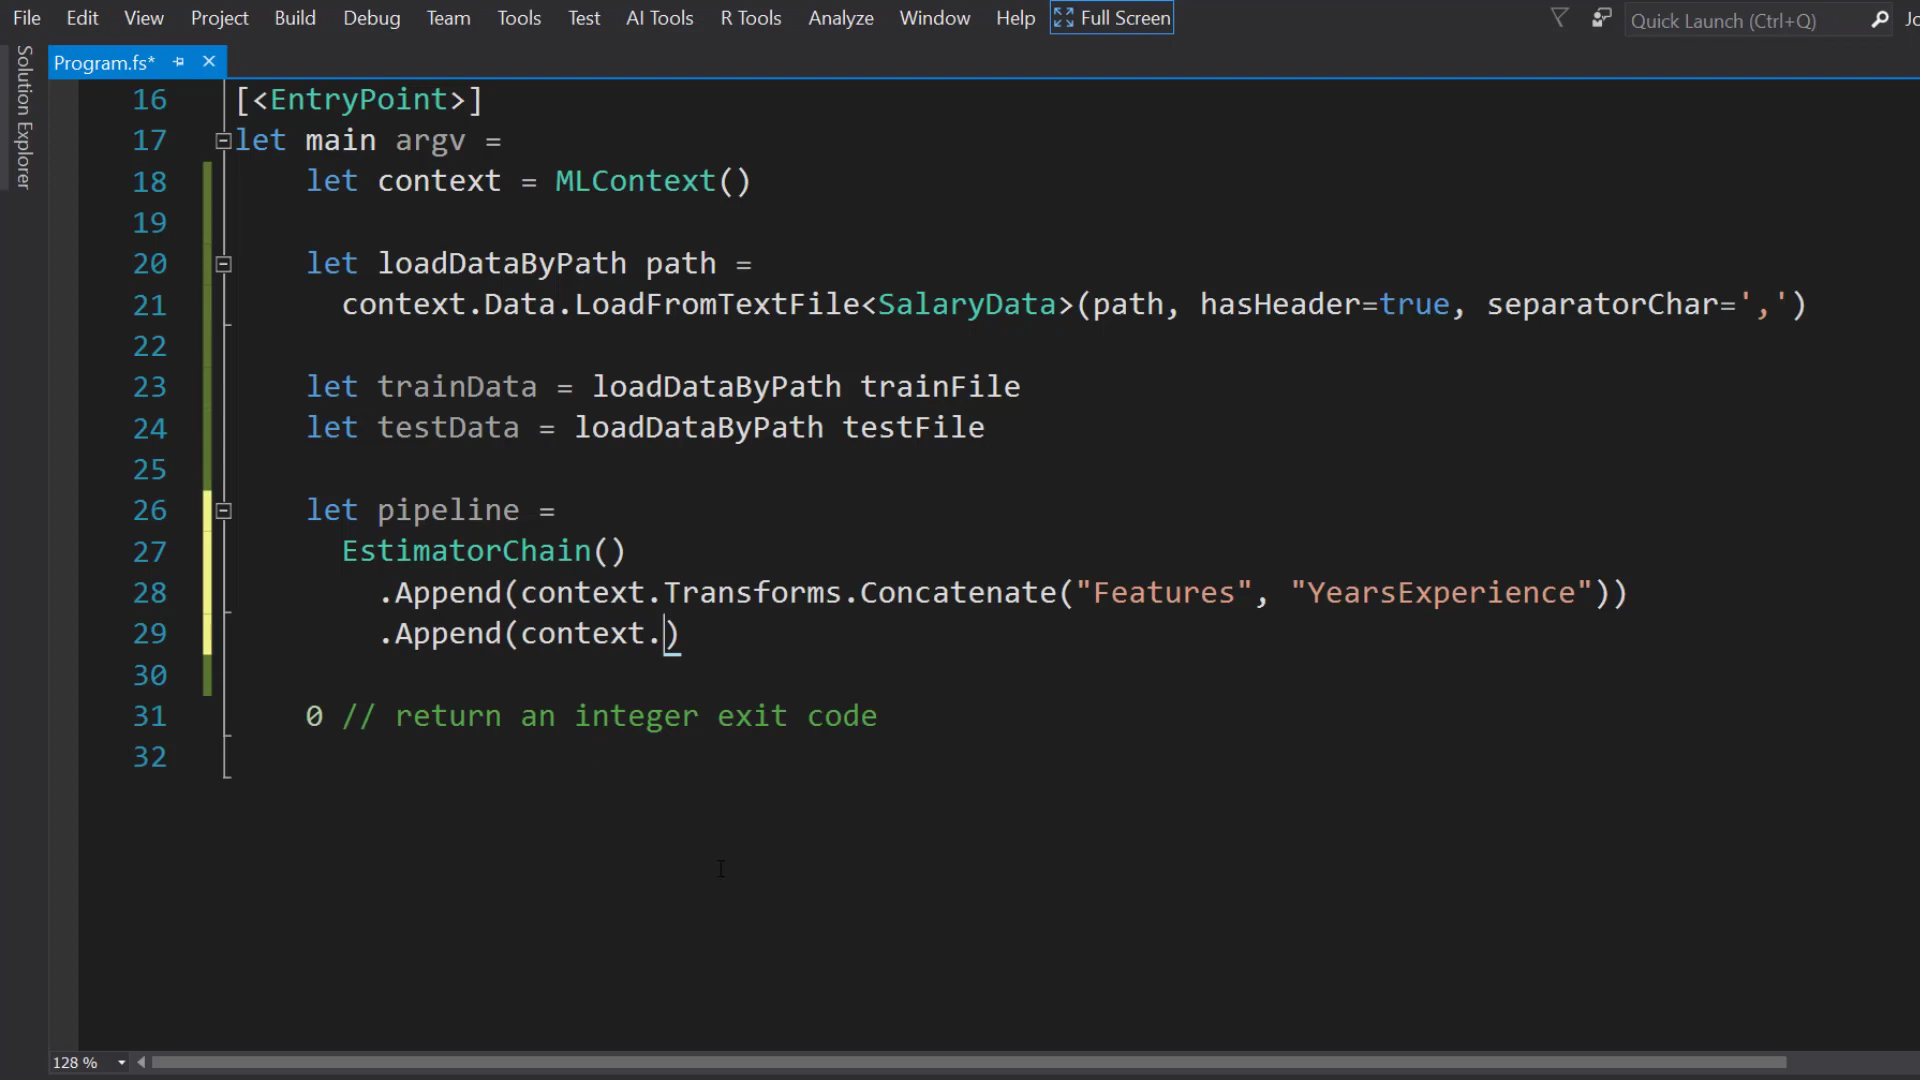 File Edit View Project Build Debug Team Tools Test AI Tools R Tools Analyze Window Help Full Screen Quick Launch (Ctrl+Q)
Solution Explorer
Program.fs*
16 [<EntryPoint>]
17 let main argv =
18 let context = MLContext()
19
20 let loadDataByPath path =
21 context.Data.LoadFromTextFile<SalaryData>(path, hasHeader=true, separatorChar=',')
22
23 let trainData = loadDataByPath trainFile
24 let testData = loadDataByPath testFile
25
26 let pipeline =
27 EstimatorChain()
28 .Append(context.Transforms.Concatenate("Features", "YearsExperience"))
29 .Append(context.)
30
31 0 // return an integer exit code
32
128 %